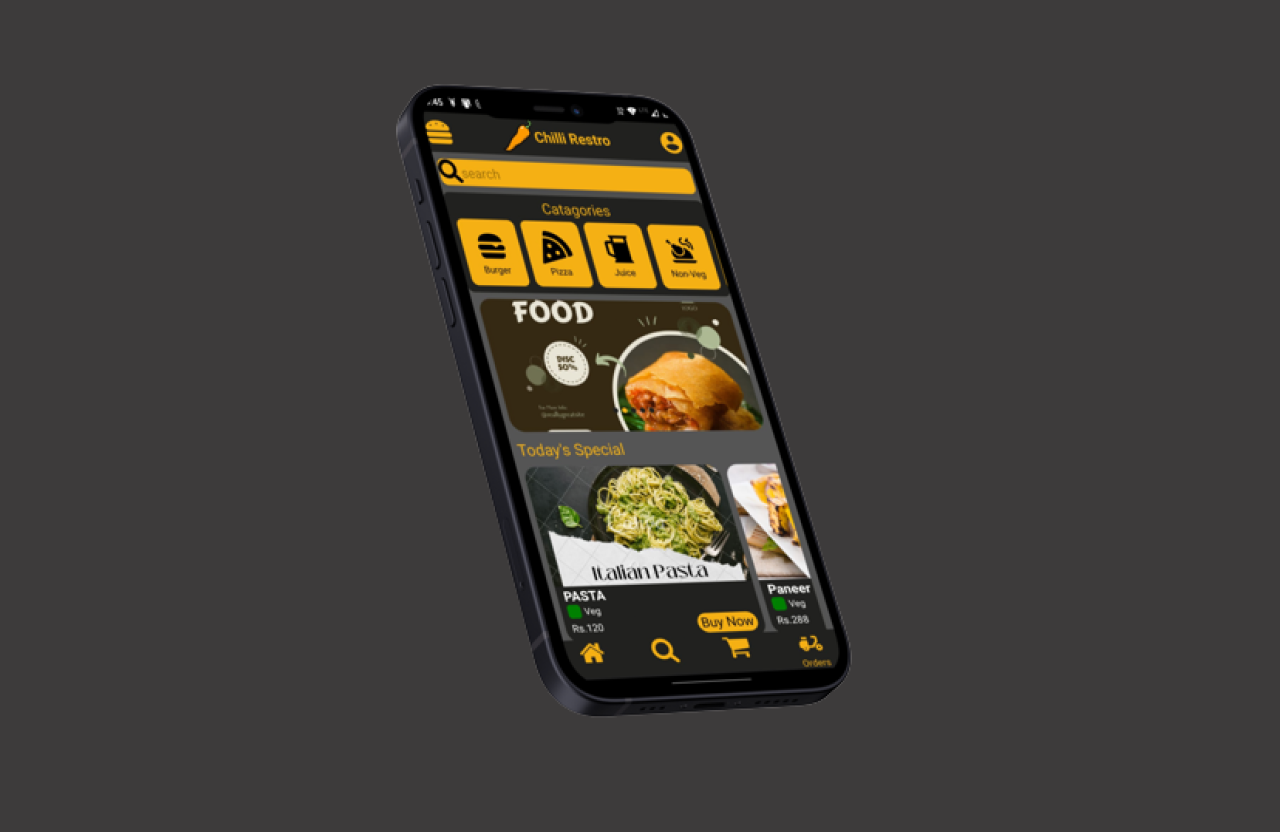 :45
Chilli Restro
search
Catagories
Burger
Pizza
Juice
Non-Veg
FOOD
DISC
50%
Today's Special
Italian Pasta
PASTA
Veg
Rs.120
Buy Now
Paneer
Veg
Rs.288
Orders